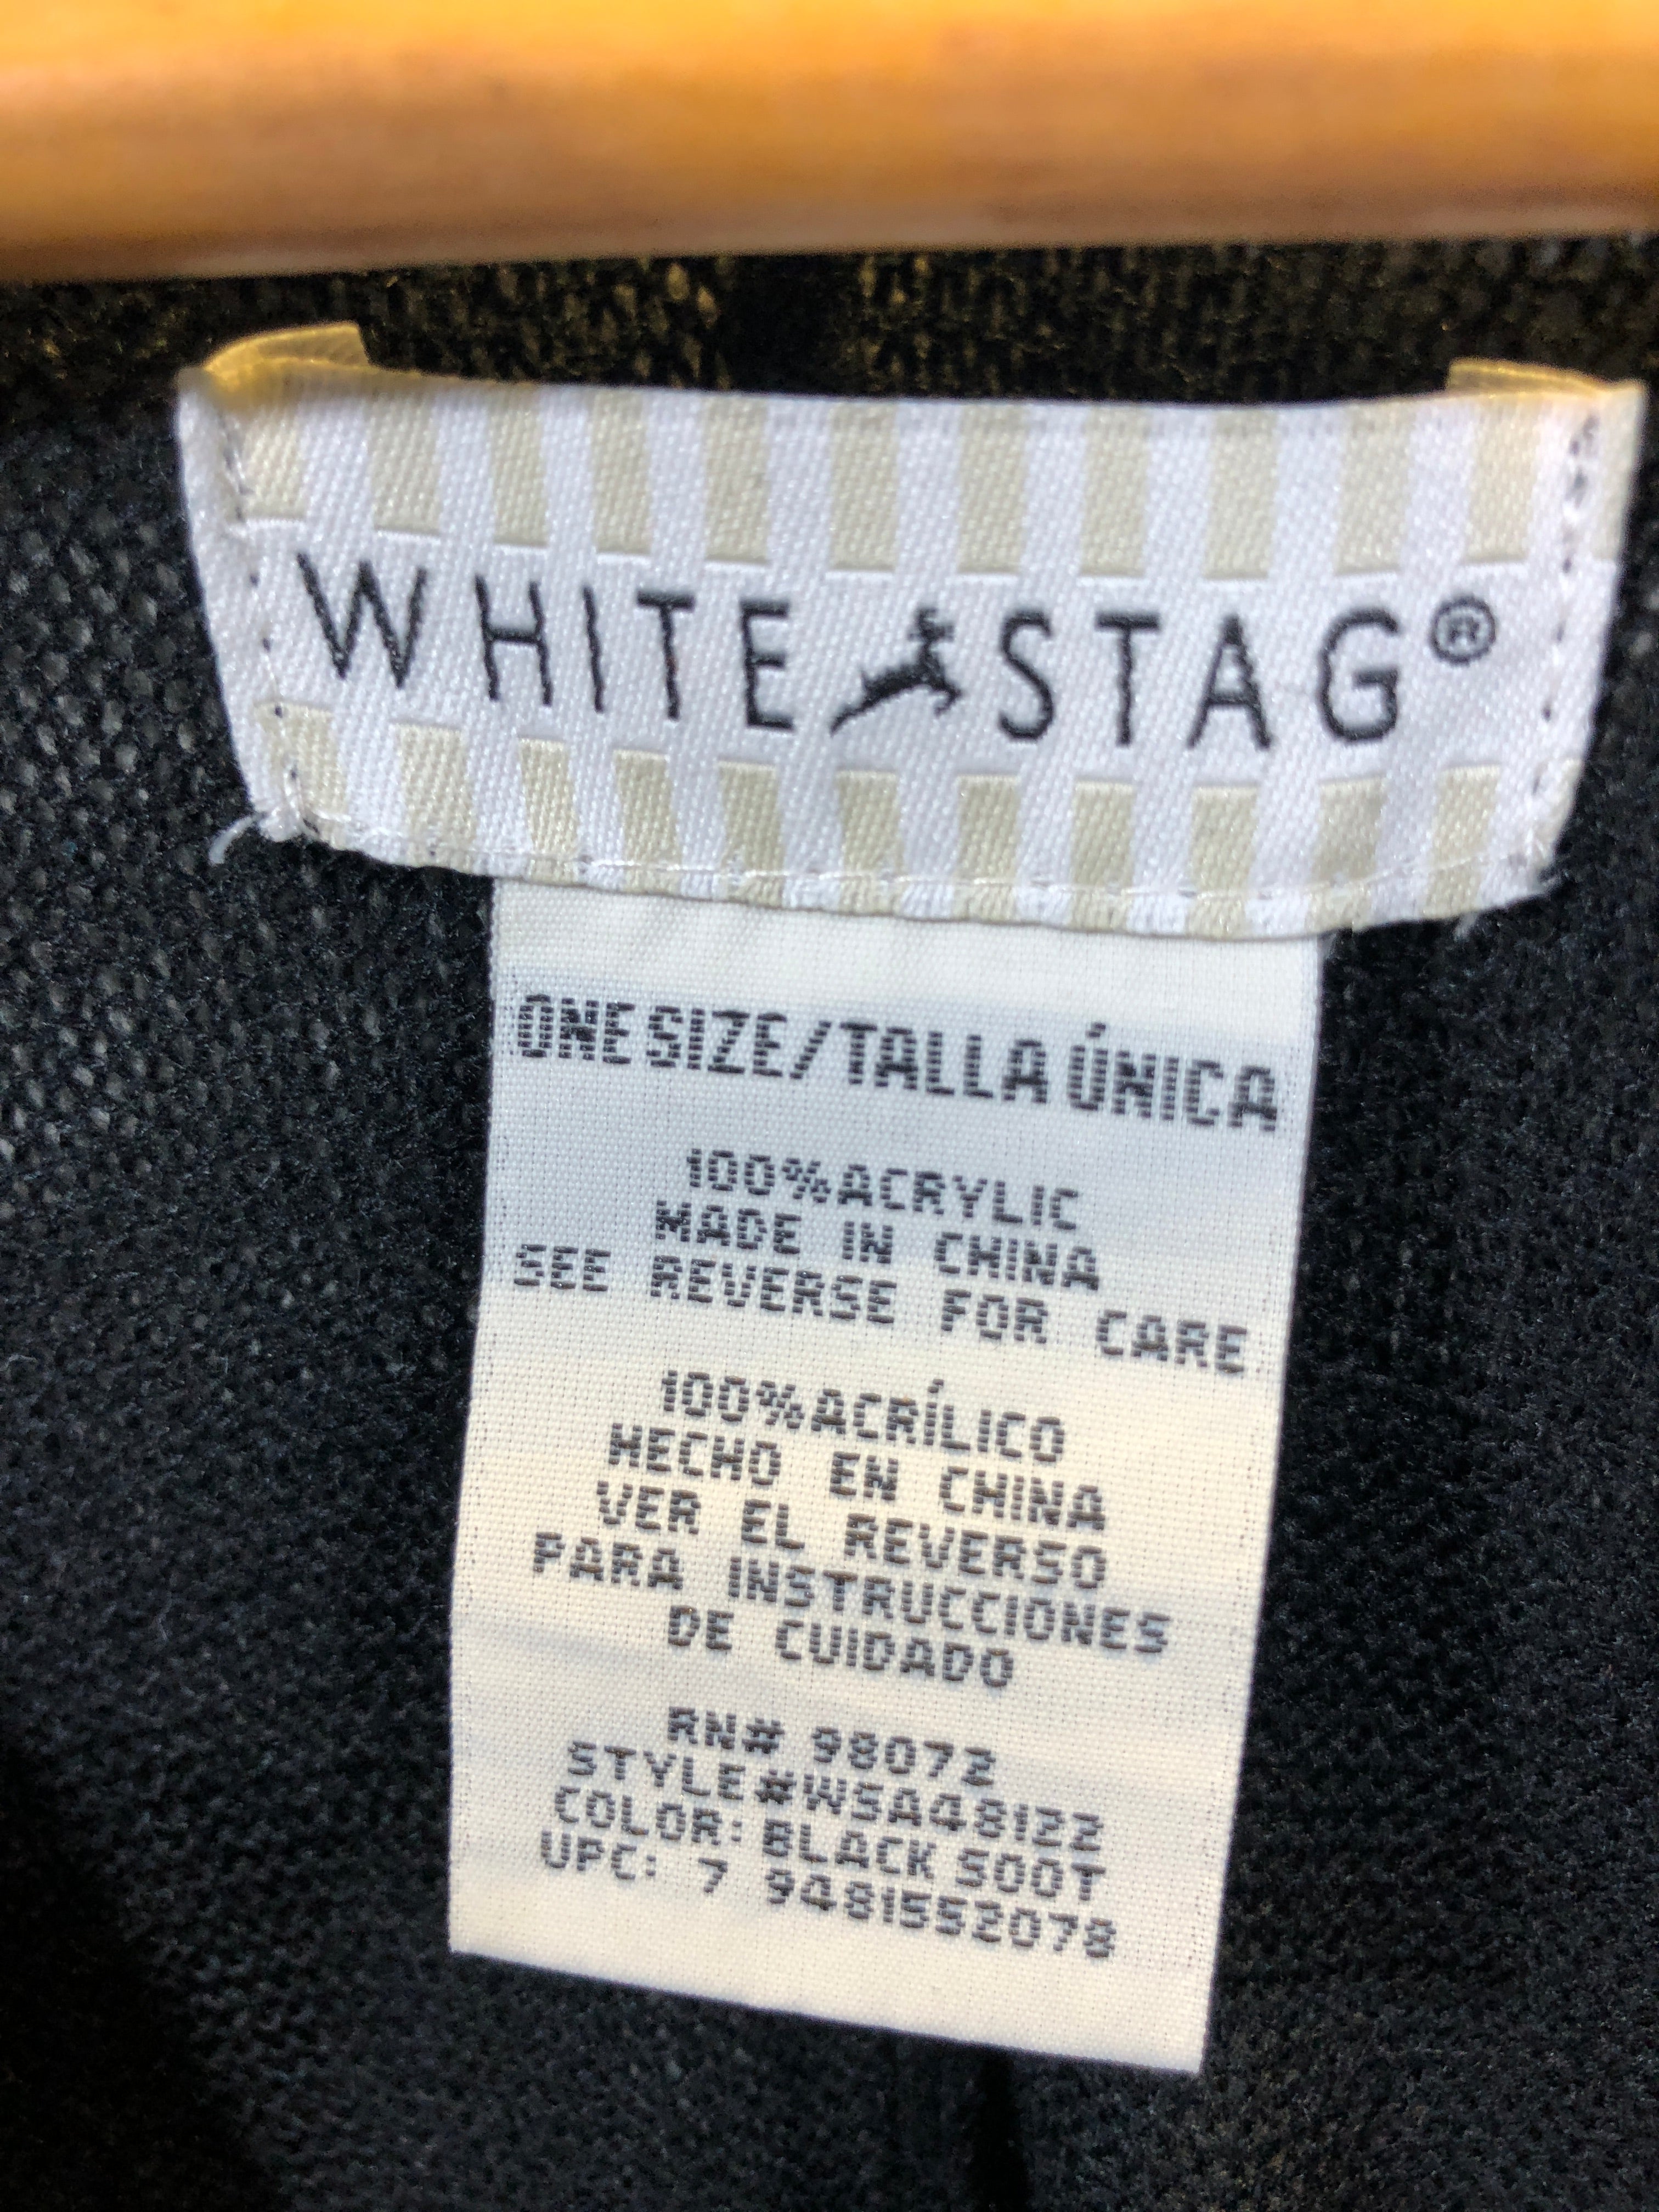 WHITE STAG®
ONE SIZE/TALLA ÚNICA
100% ACRYLIC
MADE IN CHINA
SEE REVERSE FOR CARE
100% ACRÍLICO
HECHO EN CHINA
VER EL REVERSO
PARA INSTRUCCIONES
DE CUIDADO
RN# 98072
STYLE#WSA48122
COLOR: BLACK SOOT
UPC: 7 9481552078